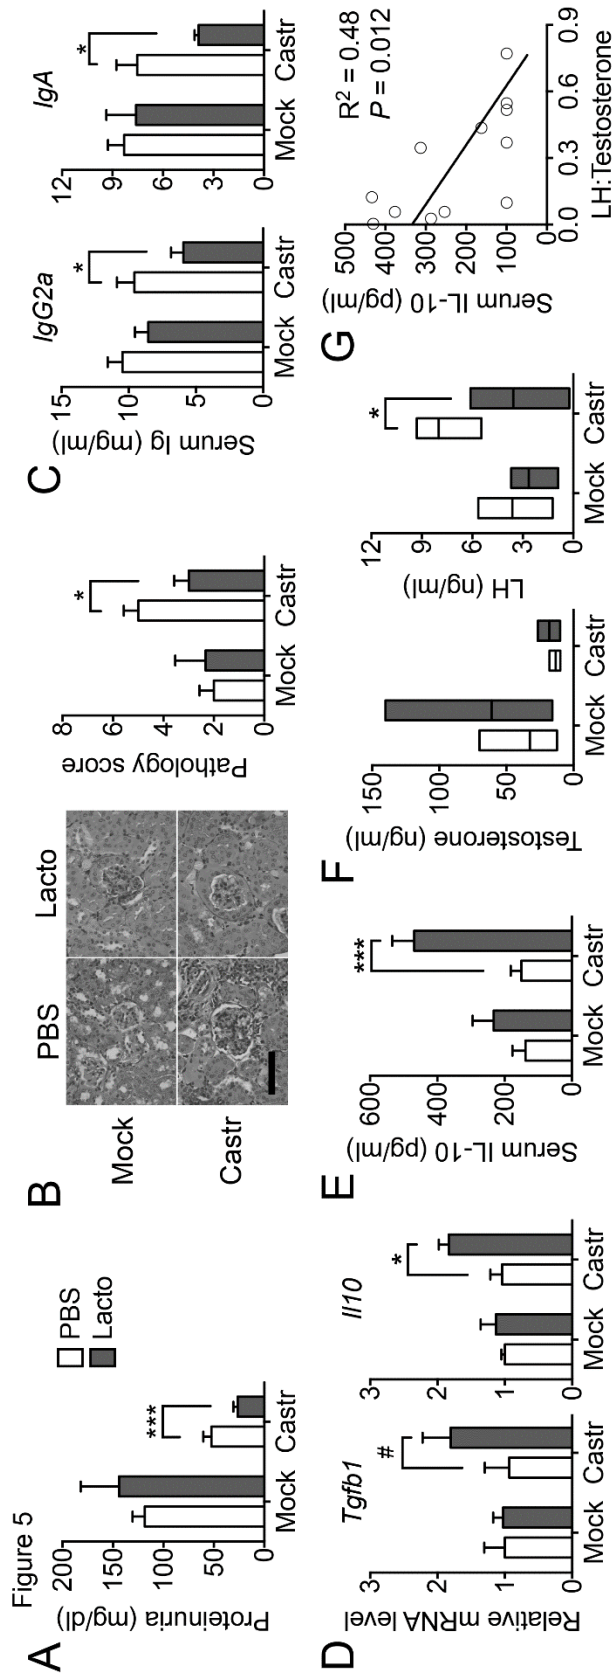 Figure 5
A
Proteinuria (mg/dl)
200
150
100
50
0
Mock
Castr
***
PBS
Lacto
B
PBS
Lacto
Mock
Castr
Pathology score
8
6
4
2
0
Mock
Castr
*
C
Serum Ig (mg/ml)
IgG2a
15
10
5
0
Mock
Castr
*
IgA
12
9
6
3
0
Mock
Castr
*
D
Relative mRNA level
Tgfb1
3
2
1
0
Mock
Castr
#
Il10
3
2
1
0
Mock
Castr
*
E
Serum IL-10 (pg/ml)
600
400
200
0
Mock
Castr
***
F
Testosterone (ng/ml)
150
100
50
0
Mock
Castr
LH (ng/ml)
12
9
6
3
0
Mock
Castr
*
G
Serum IL-10 (pg/ml)
500
400
300
200
100
0
R² = 0.48
P = 0.012
0.0
0.3
0.6
0.9
LH:Testosterone